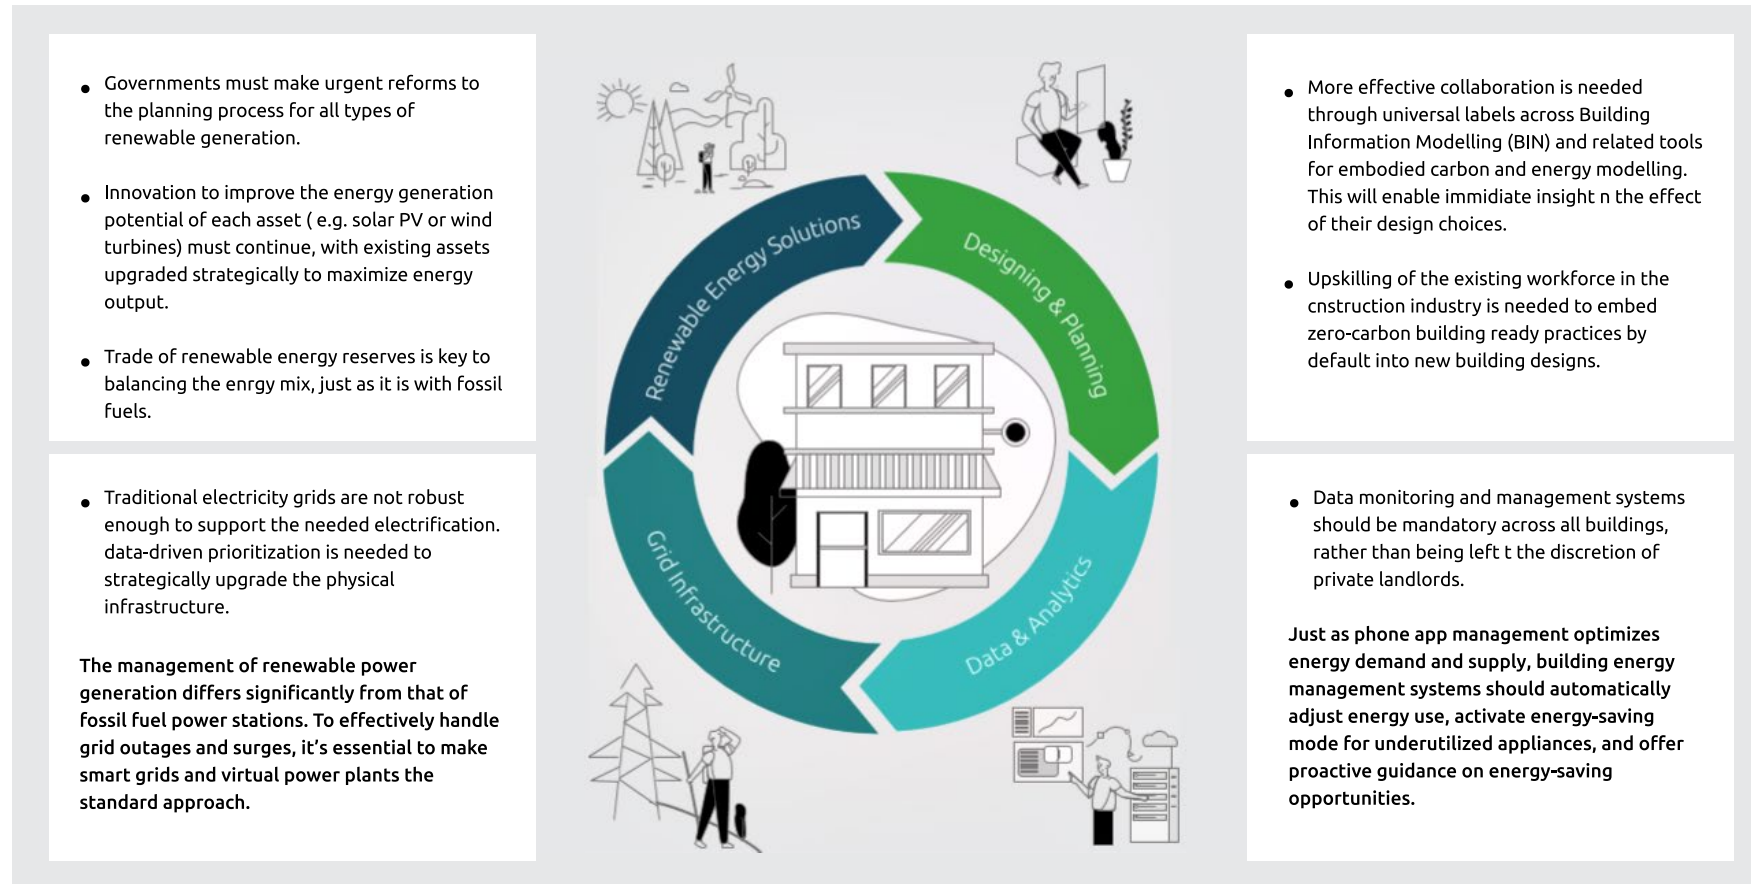 ● Governments must make urgent reforms to
the planning process for all types of
renewable generation.
● Innovation to improve the energy generation
potential of each asset ( e.g. solar PV or wind
turbines) must continue, with existing assets
upgraded strategically to maximize energy
output.
● Trade of renewable energy reserves is key to
balancing the enrgy mix, just as it is with fossil
fuels.
● Traditional electricity grids are not robust
enough to support the needed electrification.
data-driven prioritization is needed to
strategically upgrade the physical
infrastructure.
The management of renewable power
generation differs significantly from that of
fossil fuel power stations. To effectively handle
grid outages and surges, it’s essential to make
smart grids and virtual power plants the
standard approach.
Renewable Energy Solutions
Designing & Planning
Data & Analytics
Grid Infrastructure
● More effective collaboration is needed
through universal labels across Building
Information Modelling (BIN) and related tools
for embodied carbon and energy modelling.
This will enable immidiate insight n the effect
of their design choices.
● Upskilling of the existing workforce in the
cnstruction industry is needed to embed
zero-carbon building ready practices by
default into new building designs.
● Data monitoring and management systems
should be mandatory across all buildings,
rather than being left t the discretion of
private landlords.
Just as phone app management optimizes
energy demand and supply, building energy
management systems should automatically
adjust energy use, activate energy-saving
mode for underutilized appliances, and offer
proactive guidance on energy-saving
opportunities.